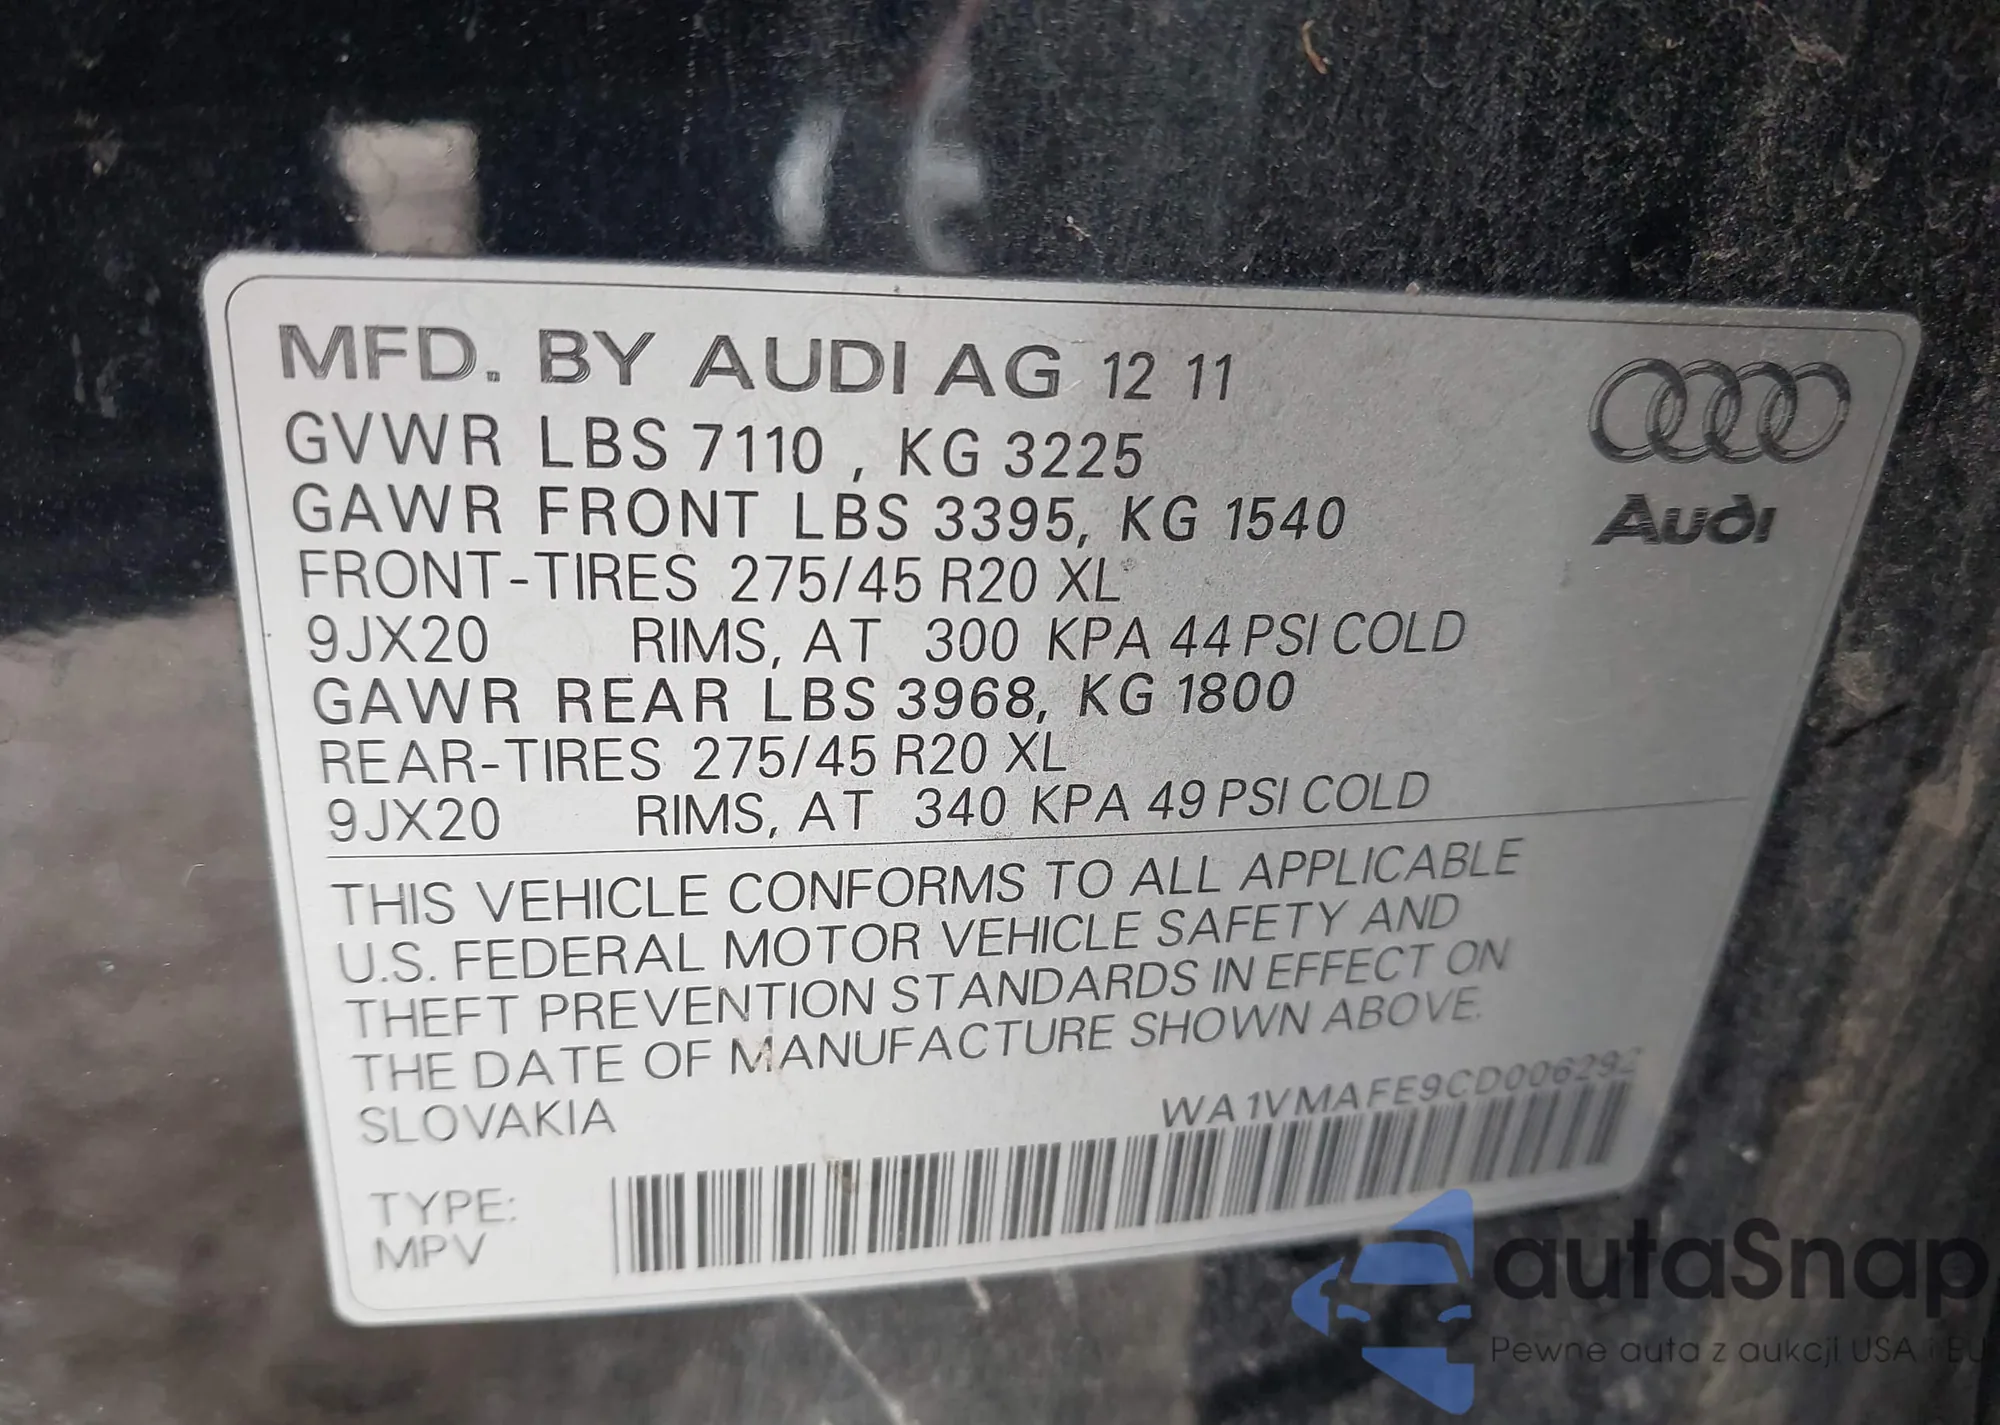 MFD. BY AUDI AG 12 11
GVWR LBS 7110 , KG 3225
GAWR FRONT LBS 3395, KG 1540
FRONT-TIRES 275/45 R20 XL
9JX20 RIMS, AT 300 KPA 44 PSI COLD
GAWR REAR LBS 3968, KG 1800
REAR-TIRES 275/45 R20 XL
9JX20 RIMS, AT 340 KPA 49 PSI COLD
Audi
THIS VEHICLE CONFORMS TO ALL APPLICABLE
U.S. FEDERAL MOTOR VEHICLE SAFETY AND
THEFT PREVENTION STANDARDS IN EFFECT ON
THE DATE OF MANUFACTURE SHOWN ABOVE.
SLOVAKIA WA1VMAFE9CD006292
TYPE:
MPV
autaSnap
Pewne auta z aukcji USA i EU